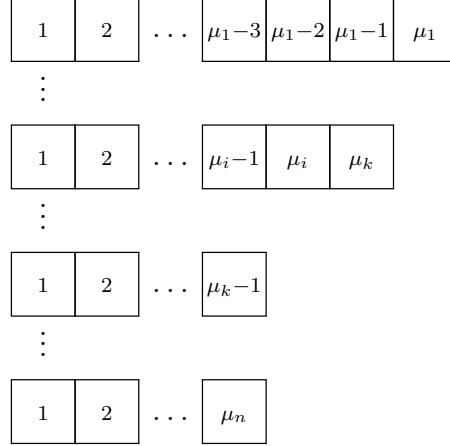 1 2 ... μ₁−3 μ₁−2 μ₁−1 μ₁
⋮
1 2 ... μᵢ−1 μᵢ μₖ
⋮
1 2 ... μₖ−1
⋮
1 2 ... μₙ